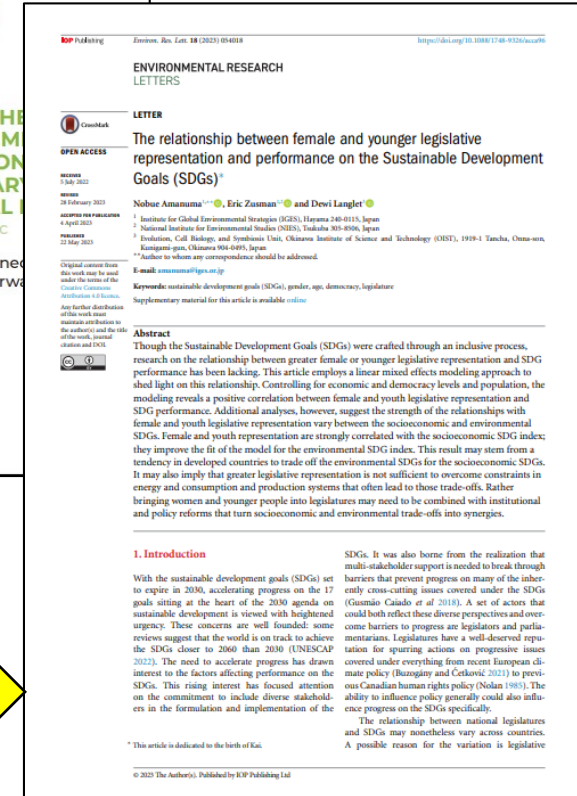 HE
MI
ON
ARY
L I
C
ned
rwa
IOP Publishing
Environ. Res. Lett. 18 (2023) 054018
https://doi.org/10.1088/1748-9326/acca96
ENVIRONMENTAL RESEARCH
LETTERS
CrossMark
OPEN ACCESS
RECEIVED
5 July 2022
REVISED
28 February 2023
ACCEPTED FOR PUBLICATION
4 April 2023
PUBLISHED
22 May 2023
Original content from
this work may be used
under the terms of the
Creative Commons
Attribution 4.0 licence.
Any further distribution
of this work must
maintain attribution to
the author(s) and the title
of the work, journal
citation and DOI.
LETTER
The relationship between female and younger legislative
representation and performance on the Sustainable Development
Goals (SDGs)*
Nobue Amanuma1,**, Eric Zusman1,2 and Dewi Langlet3
1 Institute for Global Environmental Strategies (IGES), Hayama 240-0115, Japan
2 National Institute for Environmental Studies (NIES), Tsukuba 305-8506, Japan
3 Evolution, Cell Biology, and Symbiosis Unit, Okinawa Institute of Science and Technology (OIST), 1919-1 Tancha, Onna-son,
Kunigami-gun, Okinawa 904-0495, Japan
**Author to whom any correspondence should be addressed.
E-mail: amanuma@iges.or.jp
Keywords: sustainable development goals (SDGs), gender, age, democracy, legislature
Supplementary material for this article is available online
Abstract
Though the Sustainable Development Goals (SDGs) were crafted through an inclusive process,
research on the relationship between greater female or younger legislative representation and SDG
performance has been lacking. This article employs a linear mixed effects modeling approach to
shed light on this relationship. Controlling for economic and democracy levels and population, the
modeling reveals a positive correlation between female and youth legislative representation and
SDG performance. Additional analyses, however, suggest the strength of the relationships with
female and youth legislative representation vary between the socioeconomic and environmental
SDGs. Female and youth representation are strongly correlated with the socioeconomic SDG index;
they improve the fit of the model for the environmental SDG index. This result may stem from a
tendency in developed countries to trade off the environmental SDGs for the socioeconomic SDGs.
It may also imply that greater legislative representation is not sufficient to overcome constraints in
energy and consumption and production systems that often lead to those trade-offs. Rather
bringing women and younger people into legislatures may need to be combined with institutional
and policy reforms that turn socioeconomic and environmental trade-offs into synergies.
1. Introduction
With the sustainable development goals (SDGs) set
to expire in 2030, accelerating progress on the 17
goals sitting at the heart of the 2030 agenda on
sustainable development is viewed with heightened
urgency. These concerns are well founded: some
reviews suggest that the world is on track to achieve
the SDGs closer to 2060 than 2030 (UNESCAP
2022). The need to accelerate progress has drawn
interest to the factors affecting performance on the
SDGs. This rising interest has focused attention
on the commitment to include diverse stakehold-
ers in the formulation and implementation of the
* This article is dedicated to the birth of Kai.
SDGs. It was also borne from the realization that
multi-stakeholder support is needed to break through
barriers that prevent progress on many of the inher-
ently cross-cutting issues covered under the SDGs
(Gusmão Caiado et al 2018). A set of actors that
could both reflect these diverse perspectives and over-
come barriers to progress are legislators and parlia-
mentarians. Legislatures have a well-deserved repu-
tation for spurring actions on progressive issues
covered under everything from recent European cli-
mate policy (Buzogány and Ćetković 2021) to previ-
ous Canadian human rights policy (Nolan 1985). The
ability to influence policy generally could also influ-
ence progress on the SDGs specifically.
The relationship between national legislatures
and SDGs may nonetheless vary across countries.
A possible reason for the variation is legislative
© 2023 The Author(s). Published by IOP Publishing Ltd